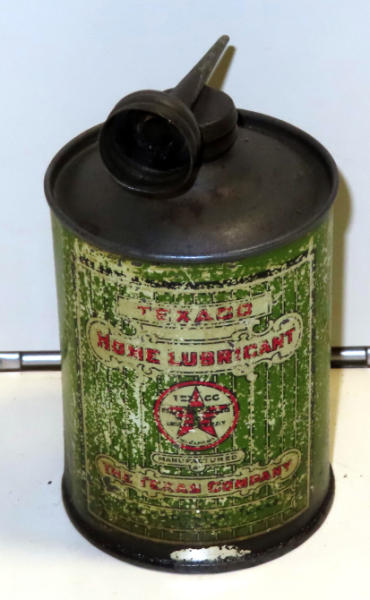 TEXACO
HOME LUBRICANT
TEXACO
MANUFACTURED
THE TEXAS COMPANY